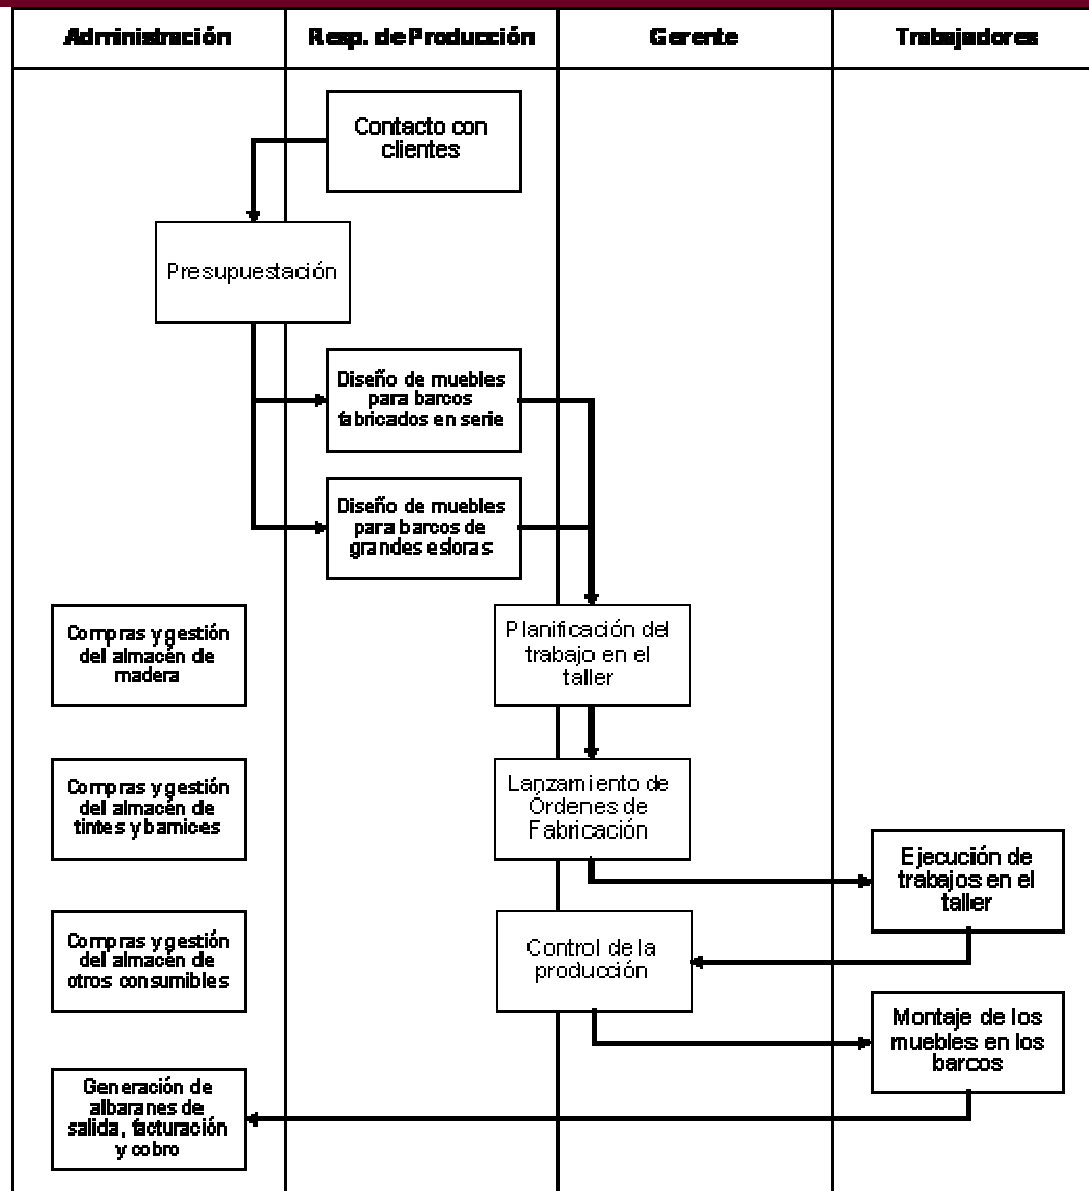 Administración
Resp. de Producción
Gerente
Trabajadores
Contacto con
clientes
Presupuestación
Diseño de muebles
para barcos
fabricados en serie
Diseño de muebles
para barcos de
grandes esloras
Compras y gestión
del almacén de
madera
Planificación del
trabajo en el
taller
Compras y gestión
del almacén de
tintes y barnices
Lanzamiento de
Órdenes de
Fabricación
Ejecución de
trabajos en el
taller
Compras y gestión
del almacén de
otros consumibles
Control de la
producción
Montaje de los
muebles en los
barcos
Generación de
albaranes de
salida, facturación
y cobro